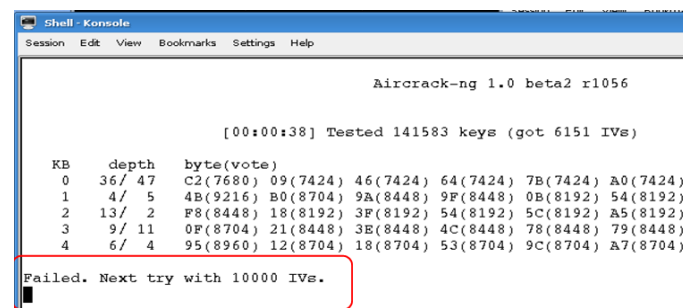 Shell - Konsole
Session Edit View Bookmarks Settings Help
Aircrack-ng 1.0 beta2 r1056
[00:00:38] Tested 141583 keys (got 6151 IVs)
KB depth byte(vote)
0 36/ 47 C2(7680) 09(7424) 46(7424) 64(7424) 7B(7424) A0(7424)
1 4/ 5 4B(9216) B0(8704) 9A(8448) 9F(8448) 0B(8192) 54(8192)
2 13/ 2 F8(8448) 18(8192) 3F(8192) 54(8192) 5C(8192) A5(8192)
3 9/ 11 0F(8704) 21(8448) 3E(8448) 4C(8448) 78(8448) 79(8448)
4 6/ 4 95(8960) 12(8704) 18(8704) 53(8704) 9C(8704) A7(8704)
Failed. Next try with 10000 IVs.